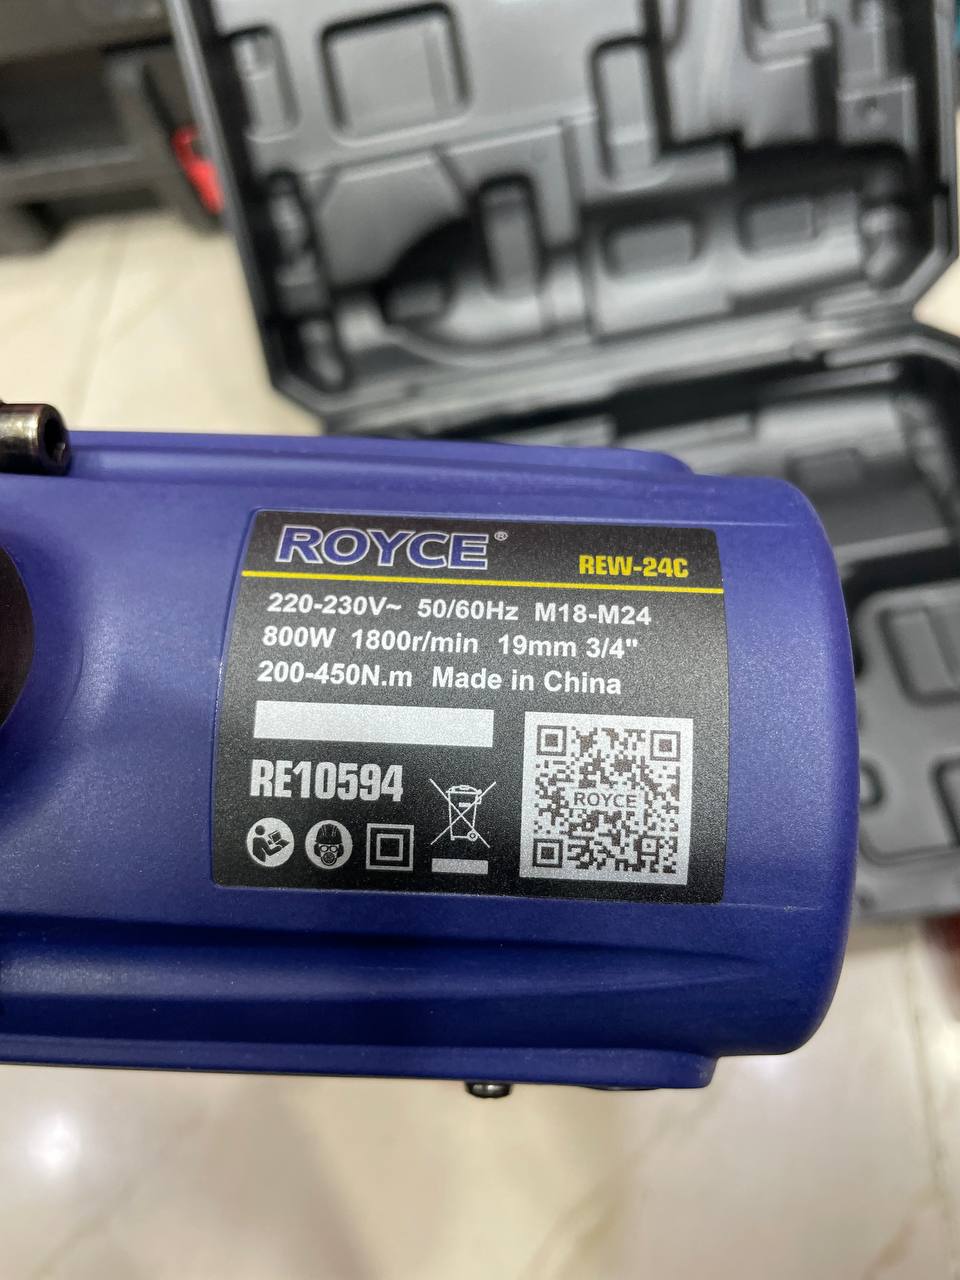 ROYCE®
REW-24C
220-230V~ 50/60Hz M18-M24
800W 1800r/min 19mm 3/4"
200-450N.m Made in China
RE10594
ROYCE